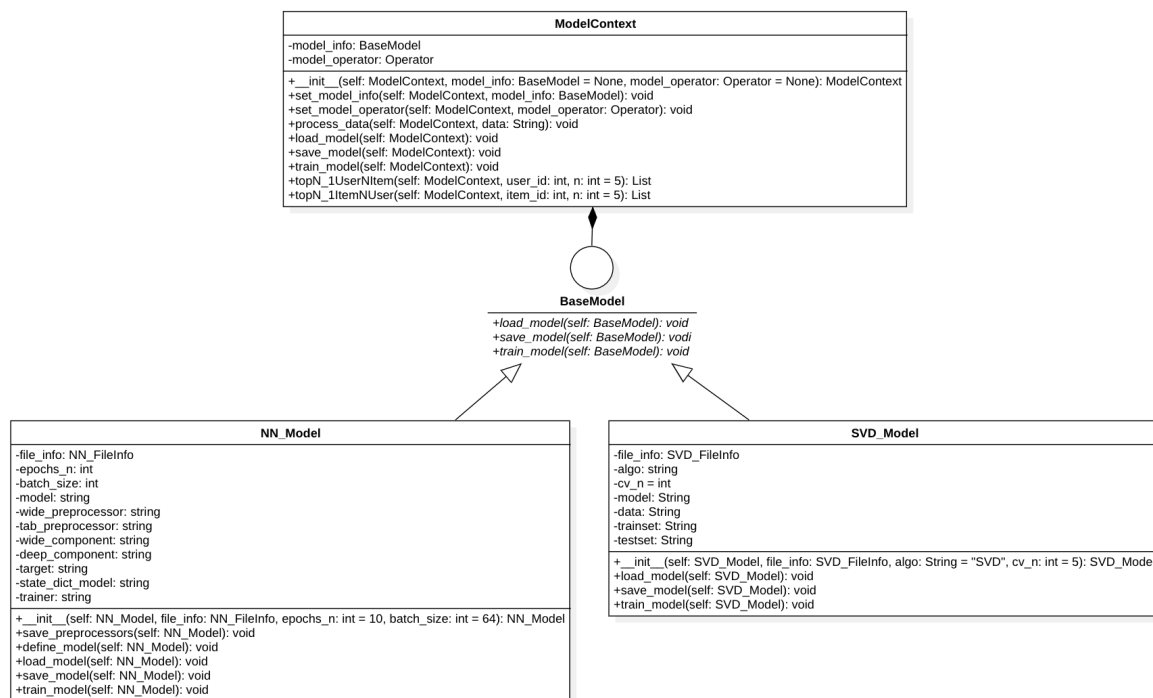 ModelContext
-model_info: BaseModel
-model_operator: Operator
+__init__(self: ModelContext, model_info: BaseModel = None, model_operator: Operator = None): ModelContext
+set_model_info(self: ModelContext, model_info: BaseModel): void
+set_model_operator(self: ModelContext, model_operator: Operator): void
+process_data(self: ModelContext, data: String): void
+load_model(self: ModelContext): void
+save_model(self: ModelContext): void
+train_model(self: ModelContext): void
+topN_1UserNItem(self: ModelContext, user_id: int, n: int = 5): List
+topN_1ItemNUser(self: ModelContext, item_id: int, n: int = 5): List
BaseModel
+load_model(self: BaseModel): void
+save_model(self: BaseModel): vodi
+train_model(self: BaseModel): void
NN_Model
-file_info: NN_FileInfo
-epochs_n: int
-batch_size: int
-model: string
-wide_preprocessor: string
-tab_preprocessor: string
-wide_component: string
-deep_component: string
-target: string
-state_dict_model: string
-trainer: string
+__init__(self: NN_Model, file_info: NN_FileInfo, epochs_n: int = 10, batch_size: int = 64): NN_Model
+save_preprocessors(self: NN_Model): void
+define_model(self: NN_Model): void
+load_model(self: NN_Model): void
+save_model(self: NN_Model): void
+train_model(self: NN_Model): void
SVD_Model
-file_info: SVD_FileInfo
-algo: string
-cv_n = int
-model: String
-data: String
-trainset: String
-testset: String
+__init__(self: SVD_Model, file_info: SVD_FileInfo, algo: String = "SVD", cv_n: int = 5): SVD_Mode
+load_model(self: SVD_Model): void
+save_model(self: SVD_Model): void
+train_model(self: SVD_Model): void